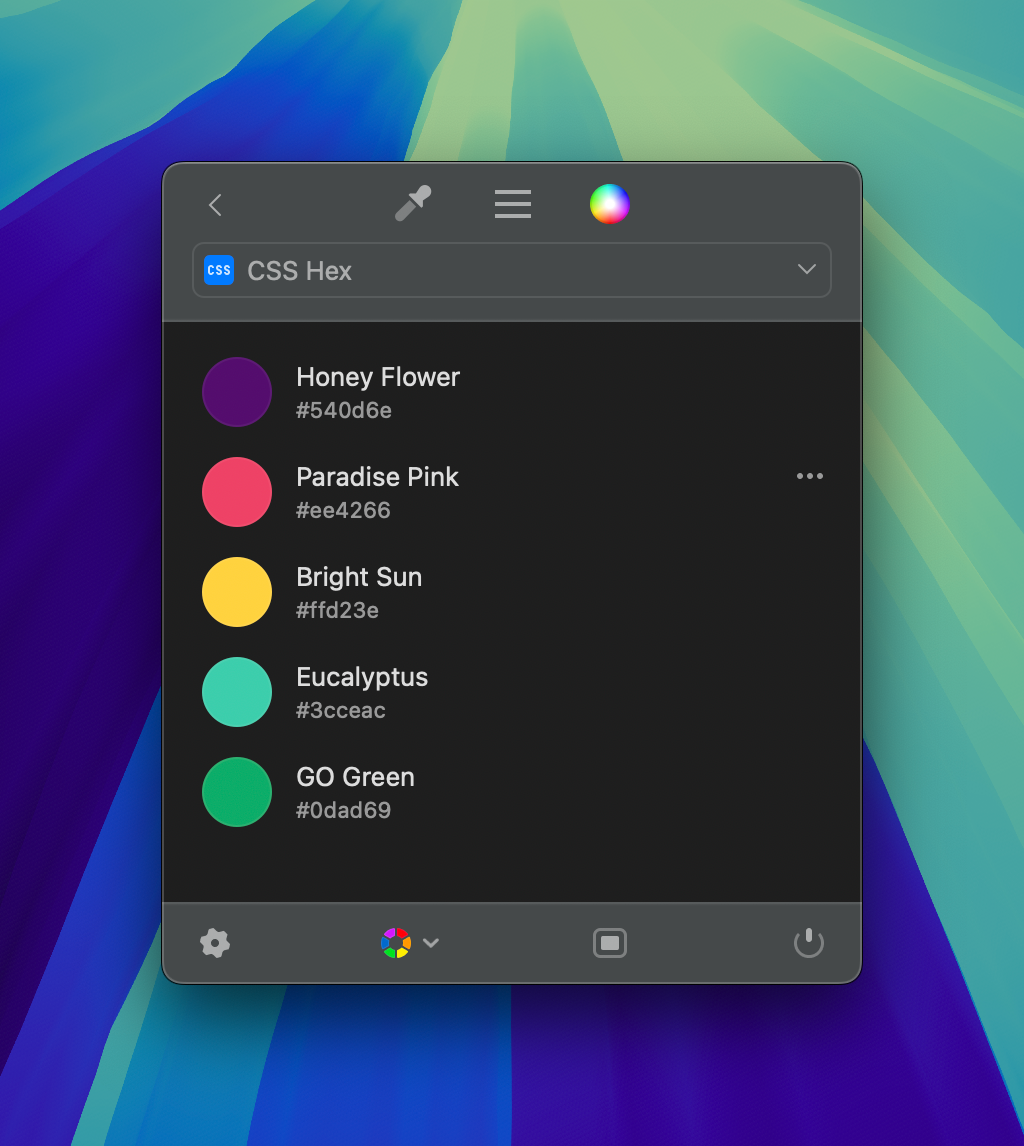 CSS CSS Hex
Honey Flower
#540d6e
Paradise Pink
#ee4266
Bright Sun
#ffd23e
Eucalyptus
#3cceac
GO Green
#0dad69